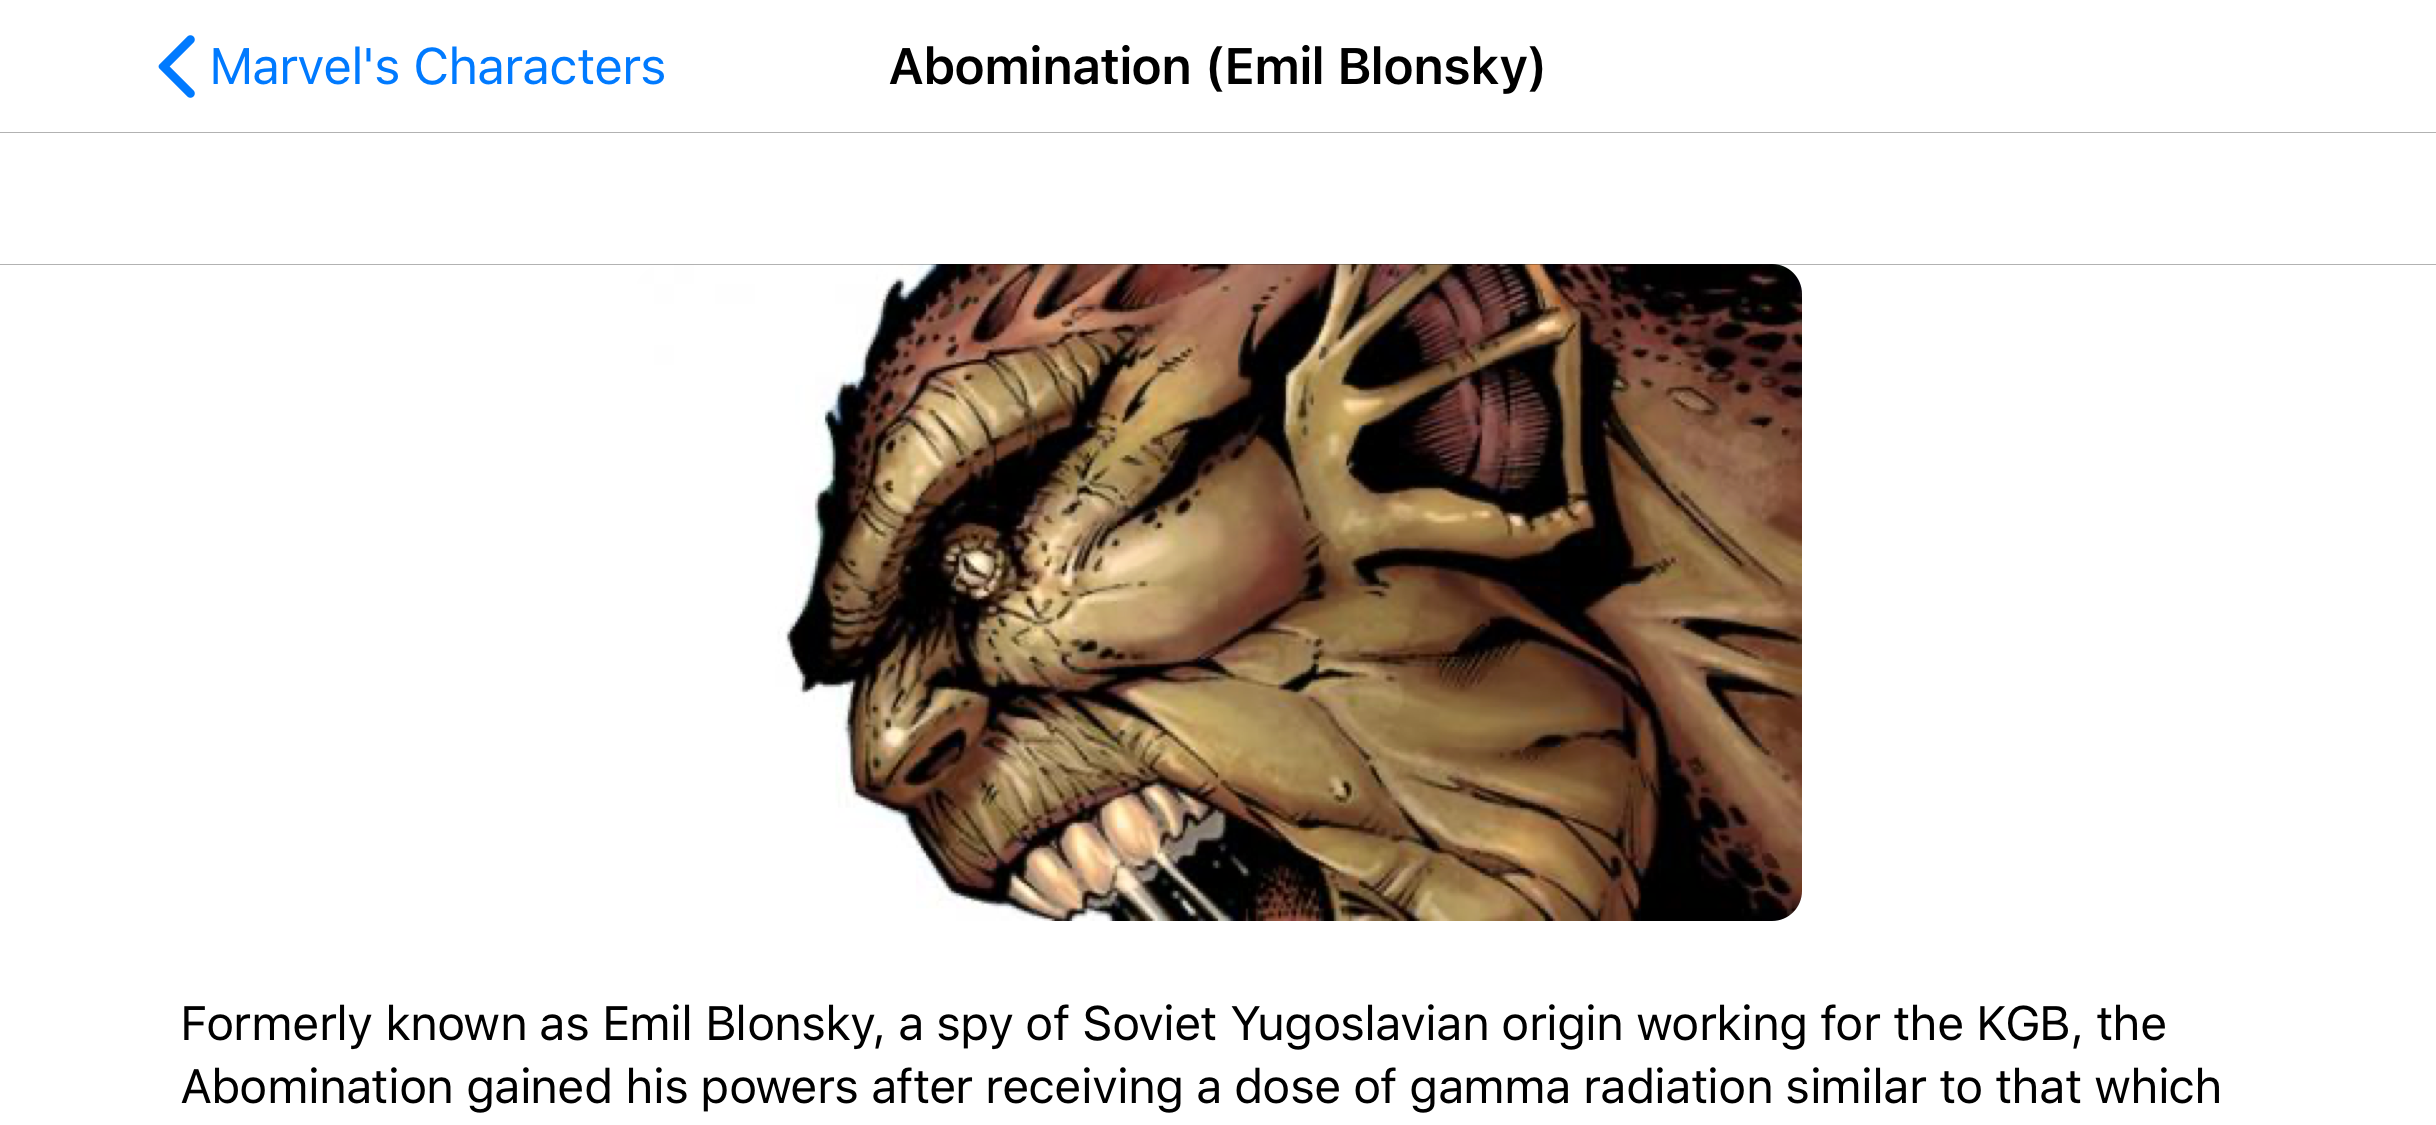 Marvel's Characters
Abomination (Emil Blonsky)
Formerly known as Emil Blonsky, a spy of Soviet Yugoslavian origin working for the KGB, the
Abomination gained his powers after receiving a dose of gamma radiation similar to that which